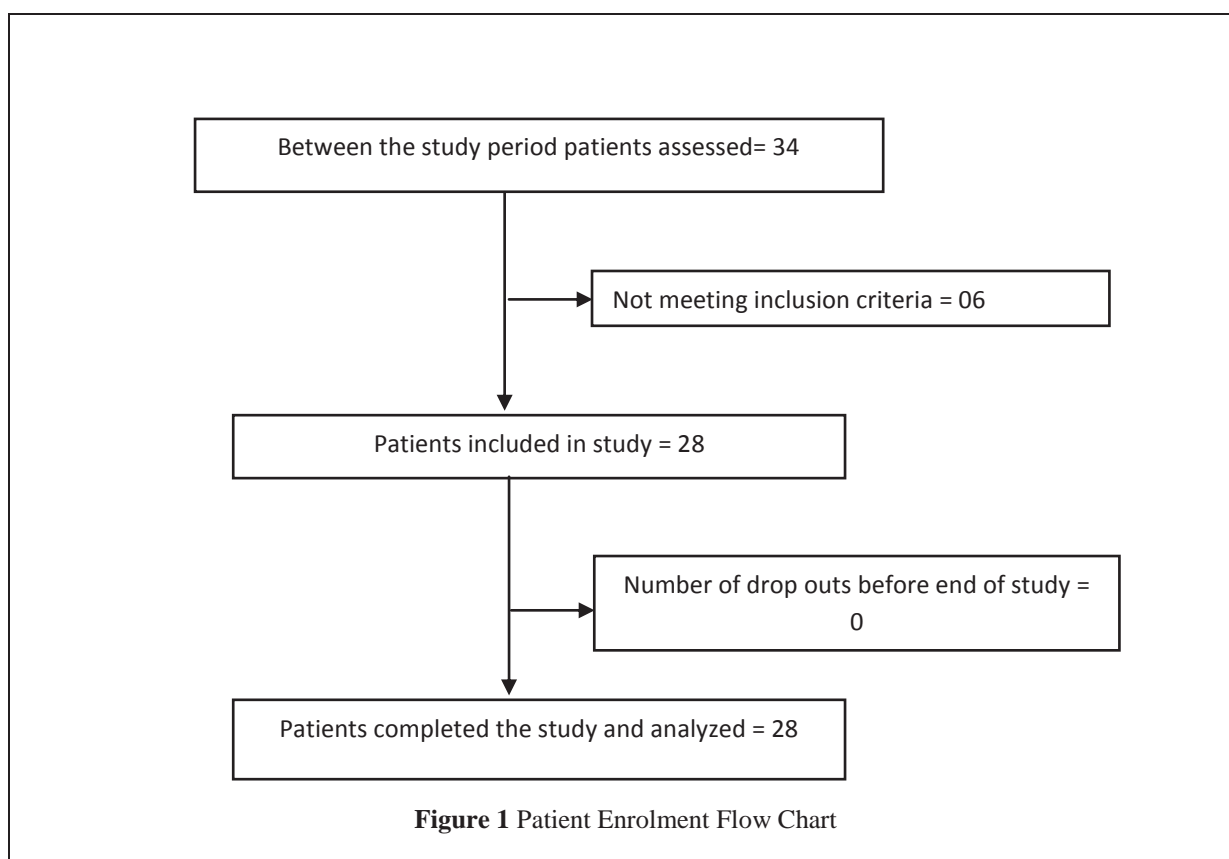 Between the study period patients assessed= 34
Not meeting inclusion criteria = 06
Patients included in study = 28
Number of drop outs before end of study =
0
Patients completed the study and analyzed = 28
Figure 1 Patient Enrolment Flow Chart